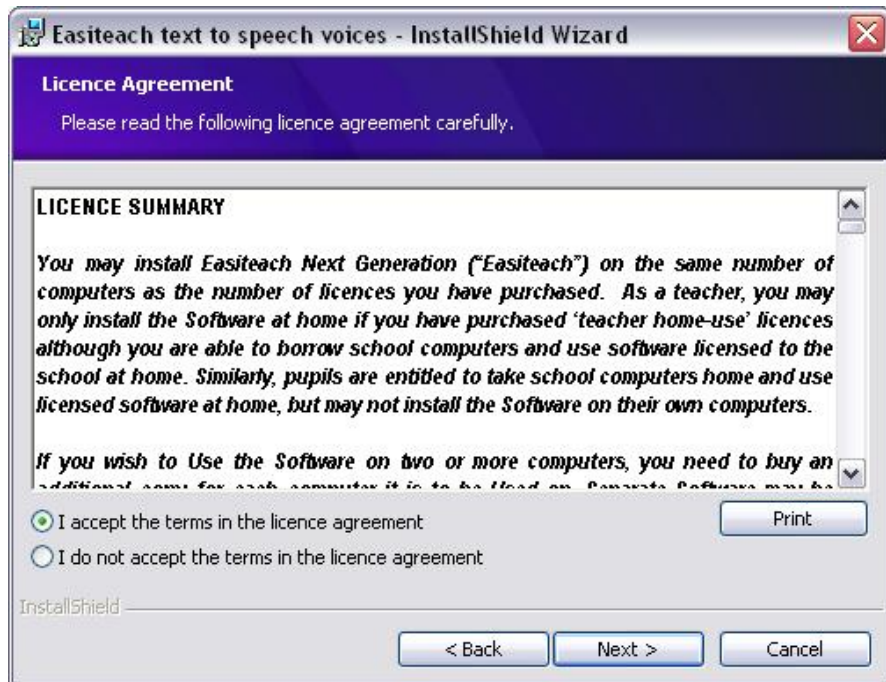 Easiteach text to speech voices - InstallShield Wizard
Licence Agreement
Please read the following licence agreement carefully.
LICENCE SUMMARY
You may install Easiteach Next Generation (“Easiteach”) on the same number of
computers as the number of licences you have purchased. As a teacher, you may
only install the Software at home if you have purchased ‘teacher home-use’ licences
although you are able to borrow school computers and use software licensed to the
school at home. Similarly, pupils are entitled to take school computers home and use
licensed software at home, but may not install the Software on their own computers.
If you wish to Use the Software on two or more computers, you need to buy an
I accept the terms in the licence agreement
Print
I do not accept the terms in the licence agreement
InstallShield
< Back
Next >
Cancel